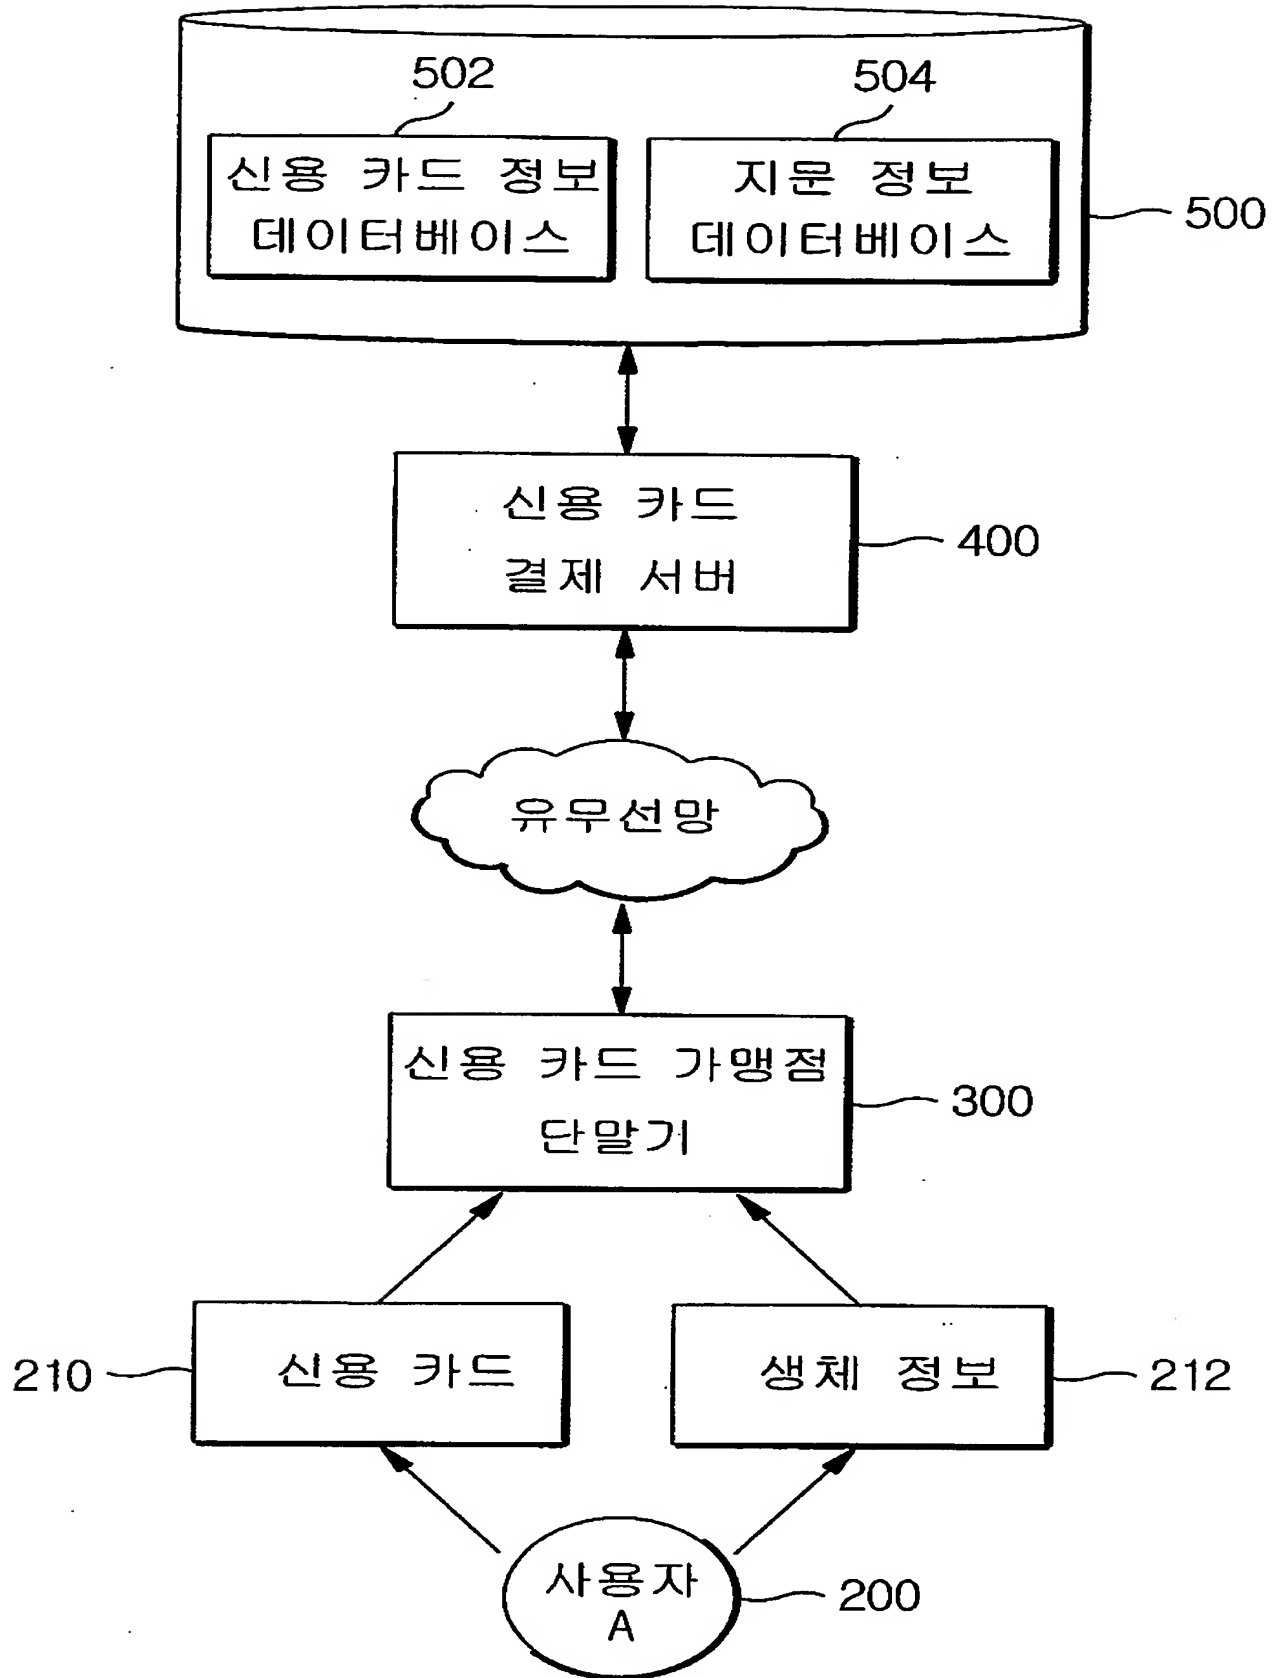 502
504
신용 카드 정보
데이터베이스
지문 정보
데이터베이스
500
신용 카드
결제 서버
400
유무선망
신용 카드 가맹점
단말기
300
210
신용 카드
생체 정보
212
사용자
A
200